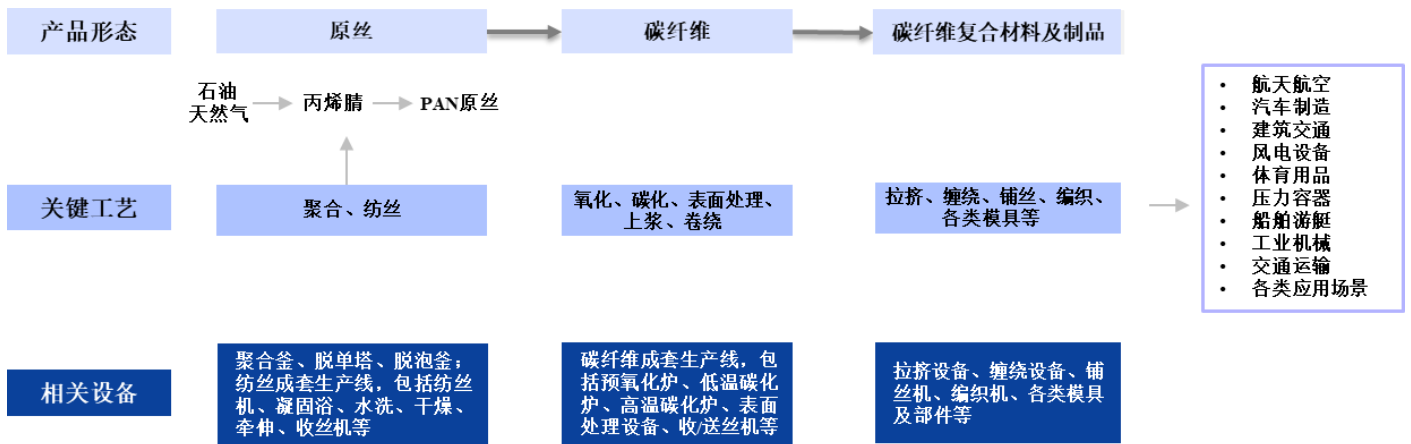 产品形态
原丝
碳纤维
碳纤维复合材料及制品
石油
天然气
丙烯腈
PAN原丝
关键工艺
聚合、纺丝
氧化、碳化、表面处理、
上浆、卷绕
拉挤、缠绕、铺丝、编织、
各类模具等
• 航天航空
• 汽车制造
• 建筑交通
• 风电设备
• 体育用品
• 压力容器
• 船舶游艇
• 工业机械
• 交通运输
• 各类应用场景
相关设备
聚合釜、脱单塔、脱泡釜；
纺丝成套生产线，包括纺丝
机、凝固浴、水洗、干燥、
牵伸、收丝机等
碳纤维成套生产线，包
括预氧化炉、低温碳化
炉、高温碳化炉、表面
处理设备、收/送丝机等
拉挤设备、缠绕设备、铺
丝机、编织机、各类模具
及部件等